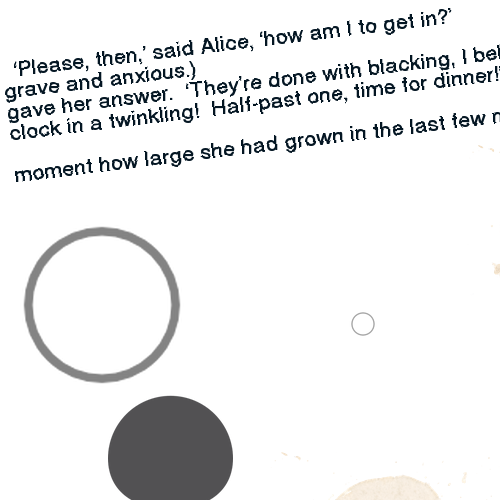 ‘Please, then,’ said Alice, ‘how am I to get in?’
grave and anxious.)
gave her answer.  ‘They’re done with blacking, I
clock in a twinkling!  Half-past one, time for dinner!
moment how large she had grown in the last few